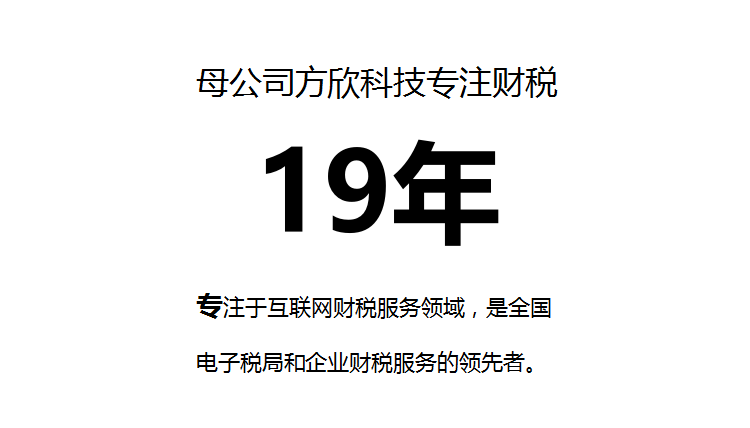 母公司方欣科技专注财税
19年
专注于互联网财税服务领域，是全国
电子税局和企业财税服务的领先者。